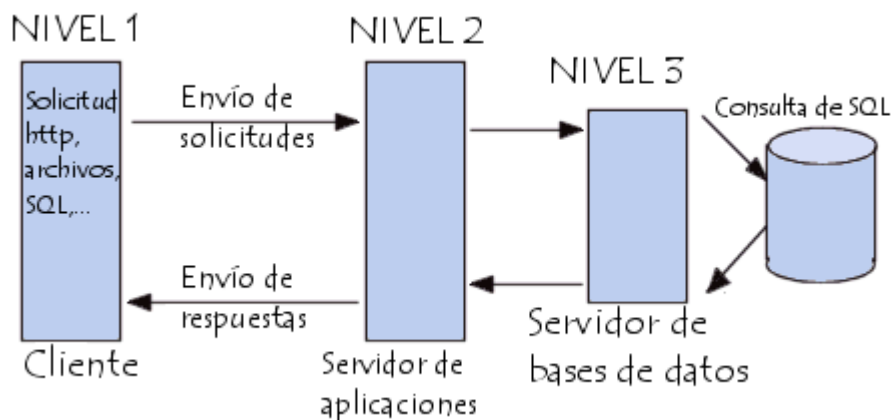 NIVEL 1
Solicitud
http,
archivos,
SQL,...
Cliente
Envío de
solicitudes
Envío de
respuestas
NIVEL 2
Servidor de
aplicaciones
NIVEL 3
Servidor de
bases de datos
Consulta de SQL